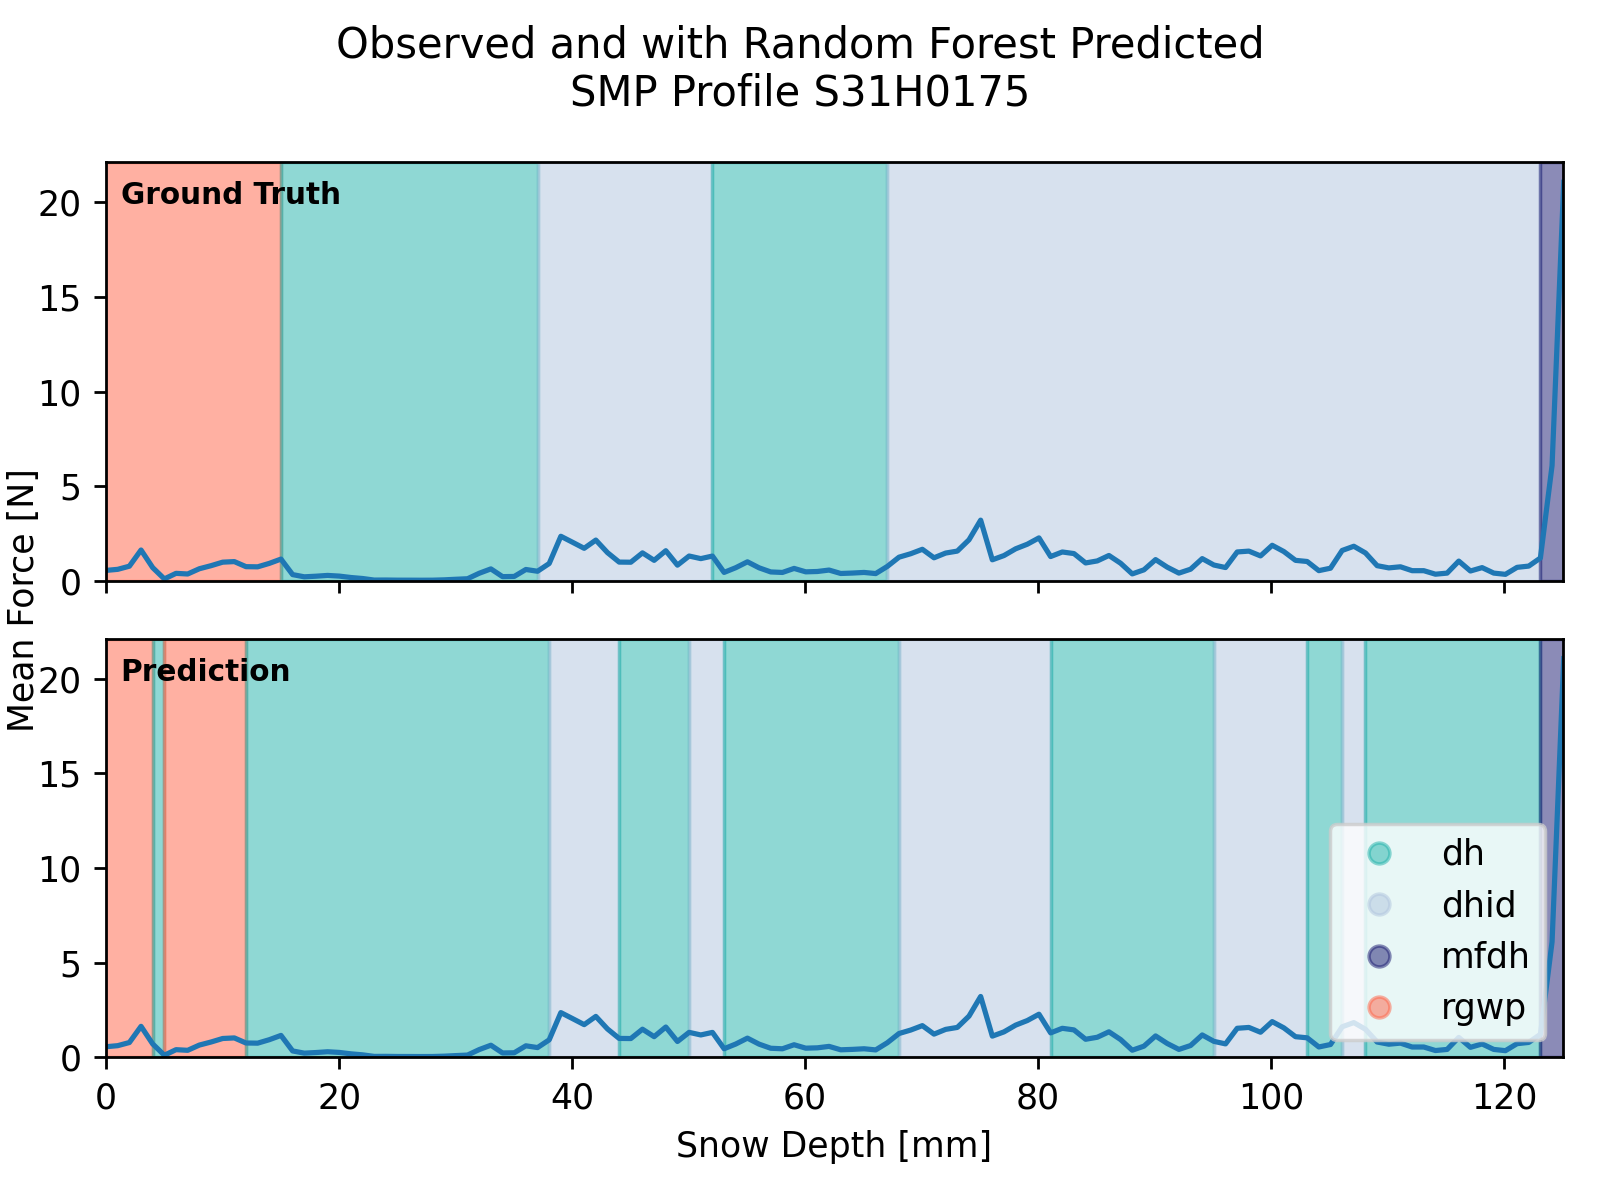 Observed and with Random Forest Predicted
SMP Profile S31H0175
Mean Force [N]
Ground Truth
20
15
10
5
0
Prediction
20
15
10
5
0
dh
dhid
mfdh
rgwp
0 20 40 60 80 100 120
Snow Depth [mm]